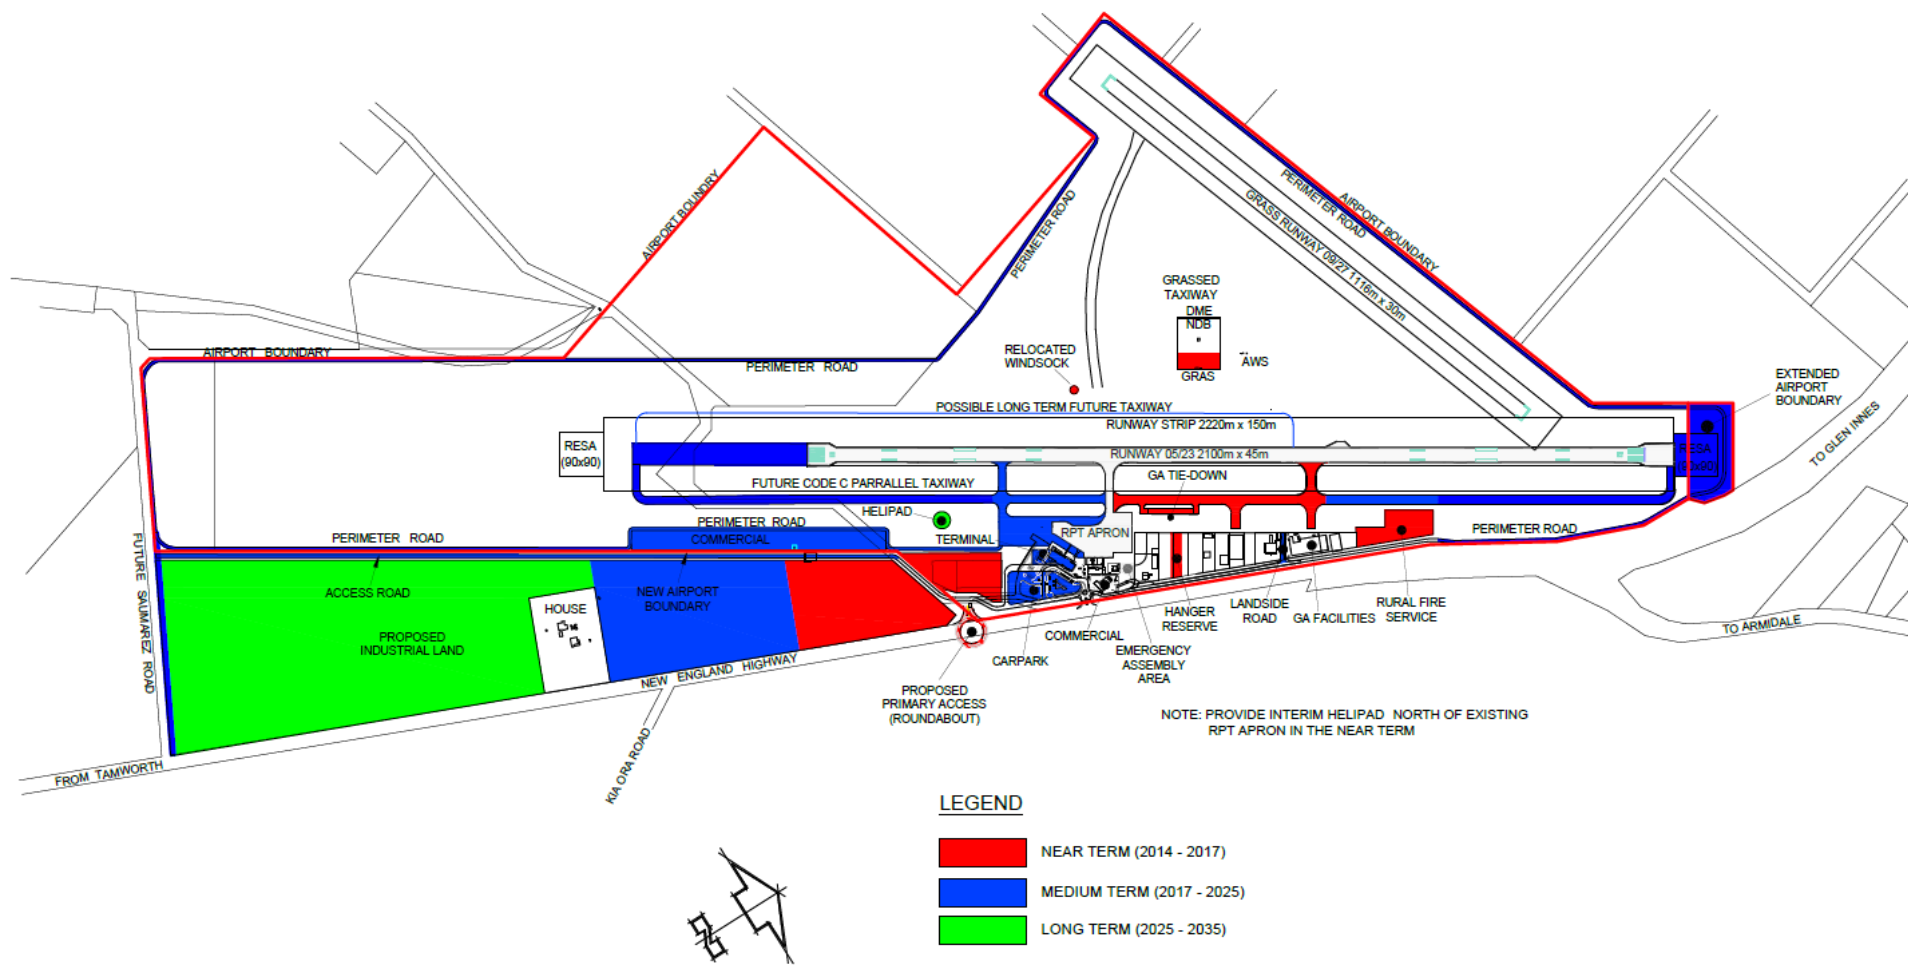 AIRPORT BOUNDRY
PERIMETER ROAD
AIRPORT BOUNDARY
PERIMETER ROAD
GRASS RUNWAY 09/27 1116m x 30m
GRASSED
TAXIWAY
DME
NDB
GRAS
AWS
RELOCATED
WINDSOCK
AIRPORT BOUNDARY
PERIMETER ROAD
EXTENDED
AIRPORT
BOUNDARY
TO GLEN INNES
POSSIBLE LONG TERM FUTURE TAXIWAY
RUNWAY STRIP 2220m x 150m
RESA
(90x90)
RUNWAY 05/23 2100m x 45m
RESA
(90x90)
FUTURE CODE C PARRALLEL TAXIWAY
GA TIE-DOWN
HELIPAD
PERIMETER ROAD
COMMERCIAL
TERMINAL
RPT APRON
PERIMETER ROAD
PERIMETER ROAD
FUTURE SAUMAREZ ROAD
ACCESS ROAD
NEW AIRPORT
BOUNDARY
HOUSE
PROPOSED
INDUSTRIAL LAND
HANGER
RESERVE
LANDSIDE
ROAD
GA FACILITIES
RURAL FIRE
SERVICE
TO ARMIDALE
COMMERCIAL
EMERGENCY
ASSEMBLY
AREA
CARPARK
NEW ENGLAND HIGHWAY
PROPOSED
PRIMARY ACCESS
(ROUNDABOUT)
KIA ORA ROAD
FROM TAMWORTH
NOTE: PROVIDE INTERIM HELIPAD NORTH OF EXISTING
RPT APRON IN THE NEAR TERM
LEGEND
NEAR TERM (2014 - 2017)
MEDIUM TERM (2017 - 2025)
LONG TERM (2025 - 2035)
N